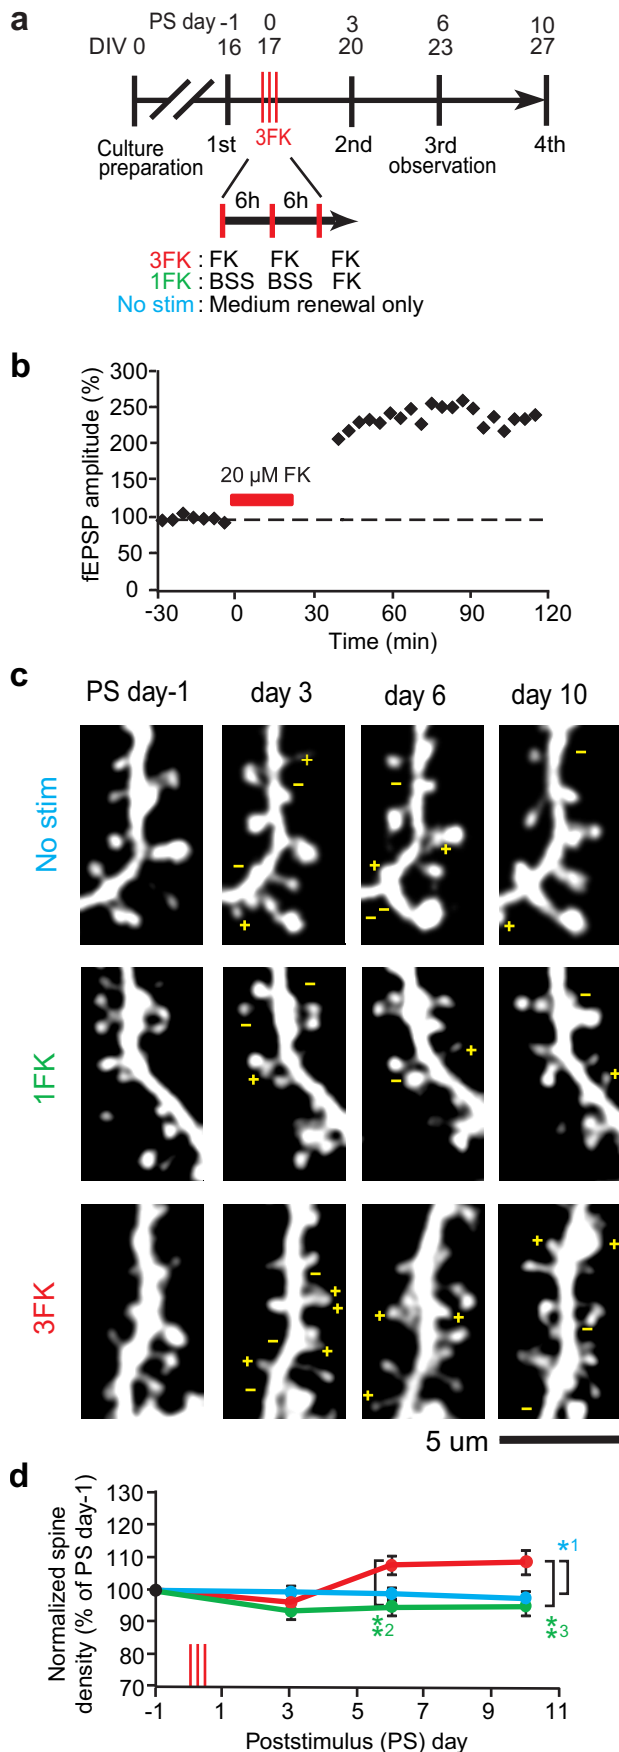 a
PS day -1 0 3 6 10
DIV 0 16 17 20 23 27
Culture preparation
1st
3FK
2nd
3rd
observation
4th
6h 6h
3FK : FK FK FK
1FK : BSS BSS FK
No stim : Medium renewal only
b
fEPSP amplitude (%)
300
250
200
150
100
50
0
20 µM FK
-30 0 30 60 90 120
Time (min)
c
PS day-1 day 3 day 6 day 10
No stim
+
-
-
+
-
+
+
-
-
-
+
1FK
-
-
+
+
-
-
+
3FK
-
+
+
-
+
+
-
+
+
+
+
+
-
-
5 um
d
Normalized spine
density (% of PS day-1)
130
120
110
100
90
80
70
*1
**2
**3
-1 1 3 5 7 9 11
Poststimulus (PS) day